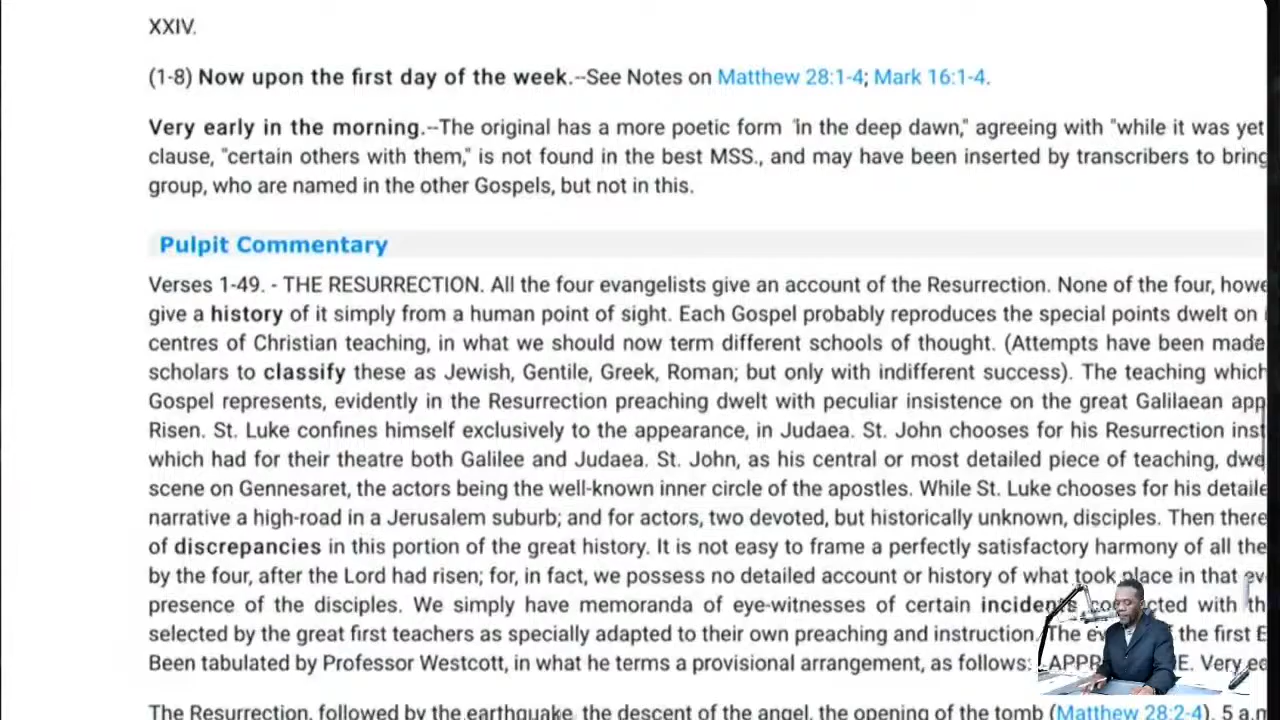 XXIV.
(1-8) Now upon the first day of the week.--See Notes on Matthew 28:1-4; Mark 16:1-4.
Very early in the morning.--The original has a more poetic form 'in the deep dawn," agreeing with "while it was yet
clause, "certain others with them," is not found in the best MSS., and may have been inserted by transcribers to bring
group, who are named in the other Gospels, but not in this.
Pulpit Commentary
Verses 1-49. - THE RESURRECTION. All the four evangelists give an account of the Resurrection. None of the four, howe
give a history of it simply from a human point of sight. Each Gospel probably reproduces the special points dwelt on
centres of Christian teaching, in what we should now term different schools of thought. (Attempts have been made
scholars to classify these as Jewish, Gentile, Greek, Roman; but only with indifferent success). The teaching which
Gospel represents, evidently in the Resurrection preaching dwelt with peculiar insistence on the great Galilaean app
Risen. St. Luke confines himself exclusively to the appearance, in Judaea. St. John chooses for his Resurrection inst
which had for their theatre both Galilee and Judaea. St. John, as his central or most detailed piece of teaching, dwe
scene on Gennesaret, the actors being the well-known inner circle of the apostles. While St. Luke chooses for his detaile
narrative a high-road in a Jerusalem suburb; and for actors, two devoted, but historically unknown, disciples. Then there
of discrepancies in this portion of the great history. It is not easy to frame a perfectly satisfactory harmony of all the
by the four, after the Lord had risen; for, in fact, we possess no detailed account or history of what took place in that ev
presence of the disciples. We simply have memoranda of eye-witnesses of certain incidents connected with th
selected by the great first teachers as specially adapted to their own preaching and instruction. The the first E
Been tabulated by Professor Westcott, in what he terms a provisional arrangement, as follows: Very ea
The Resurrection, followed by the earthquake, the descent of the angel, the opening of the tomb (Matthew 28:2-4), 5 a.m